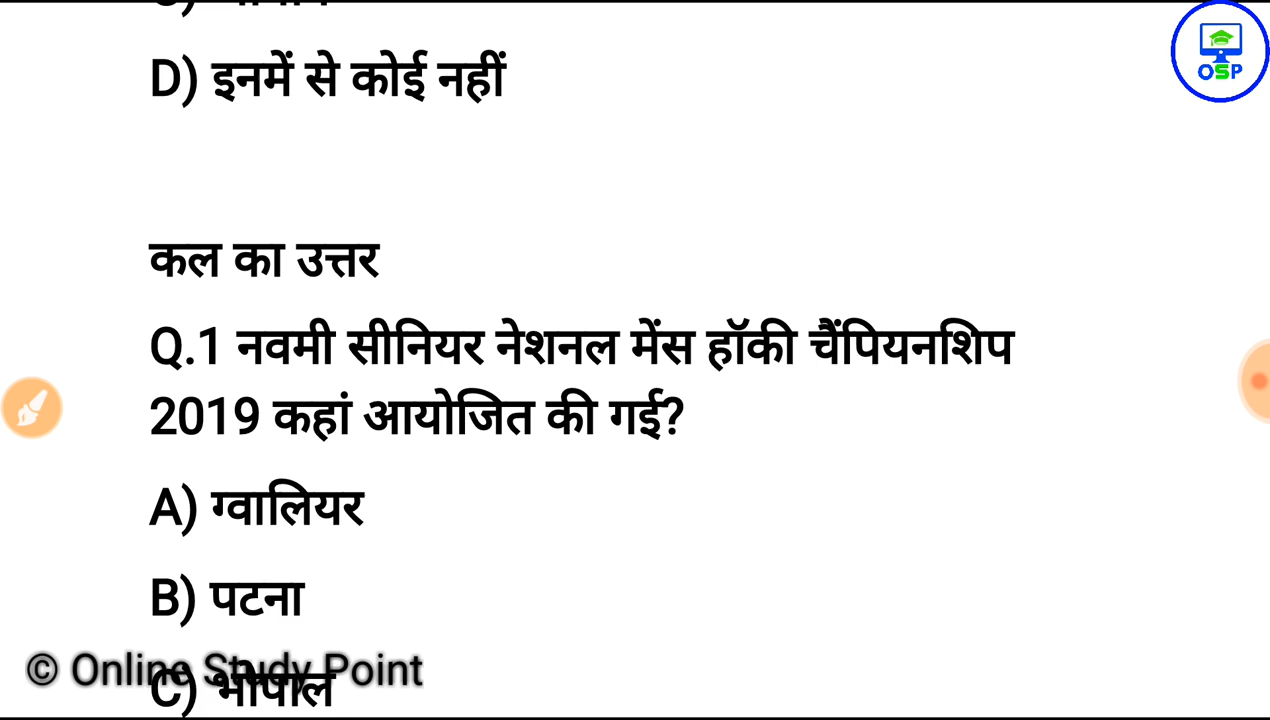 D) इनमें से कोई नहीं
OSP
कल का उत्तर
Q.1 नवमी सीनियर नेशनल मेंस हॉकी चैंपियनशिप
2019 कहां आयोजित की गई?
A) ग्वालियर
B) पटना
C) भोपाल
© Online Study Point